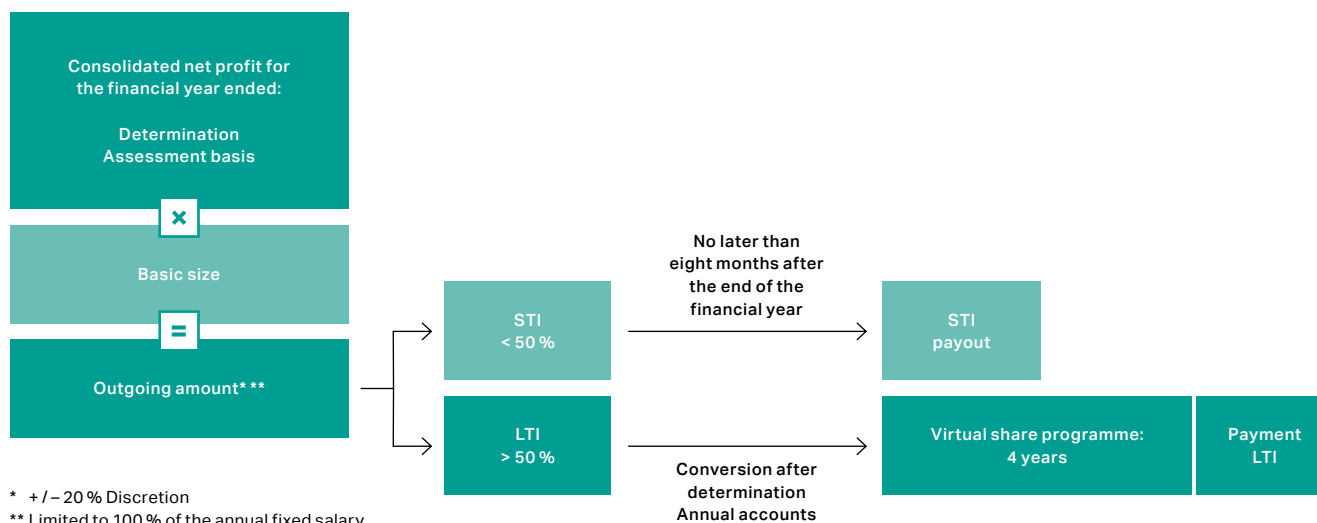 Consolidated net profit for
the financial year ended:
Determination
Assessment basis
×
Basic size
=
Outgoing amount* **
STI
< 50 %
LTI
> 50 %
No later than
eight months after
the end of the
financial year
Conversion after
determination
Annual accounts
STI
payout
Virtual share programme:
4 years
Payment
LTI
* + / – 20 % Discretion
** Limited to 100 % of the annual fixed salary